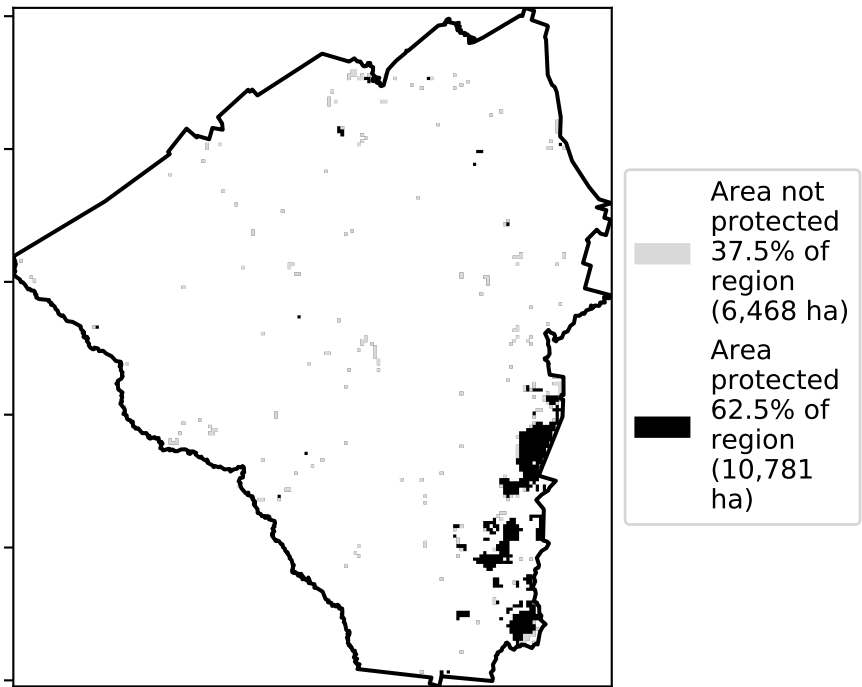 Area not
protected
37.5% of
region
(6,468 ha)
Area
protected
62.5% of
region
(10,781
ha)